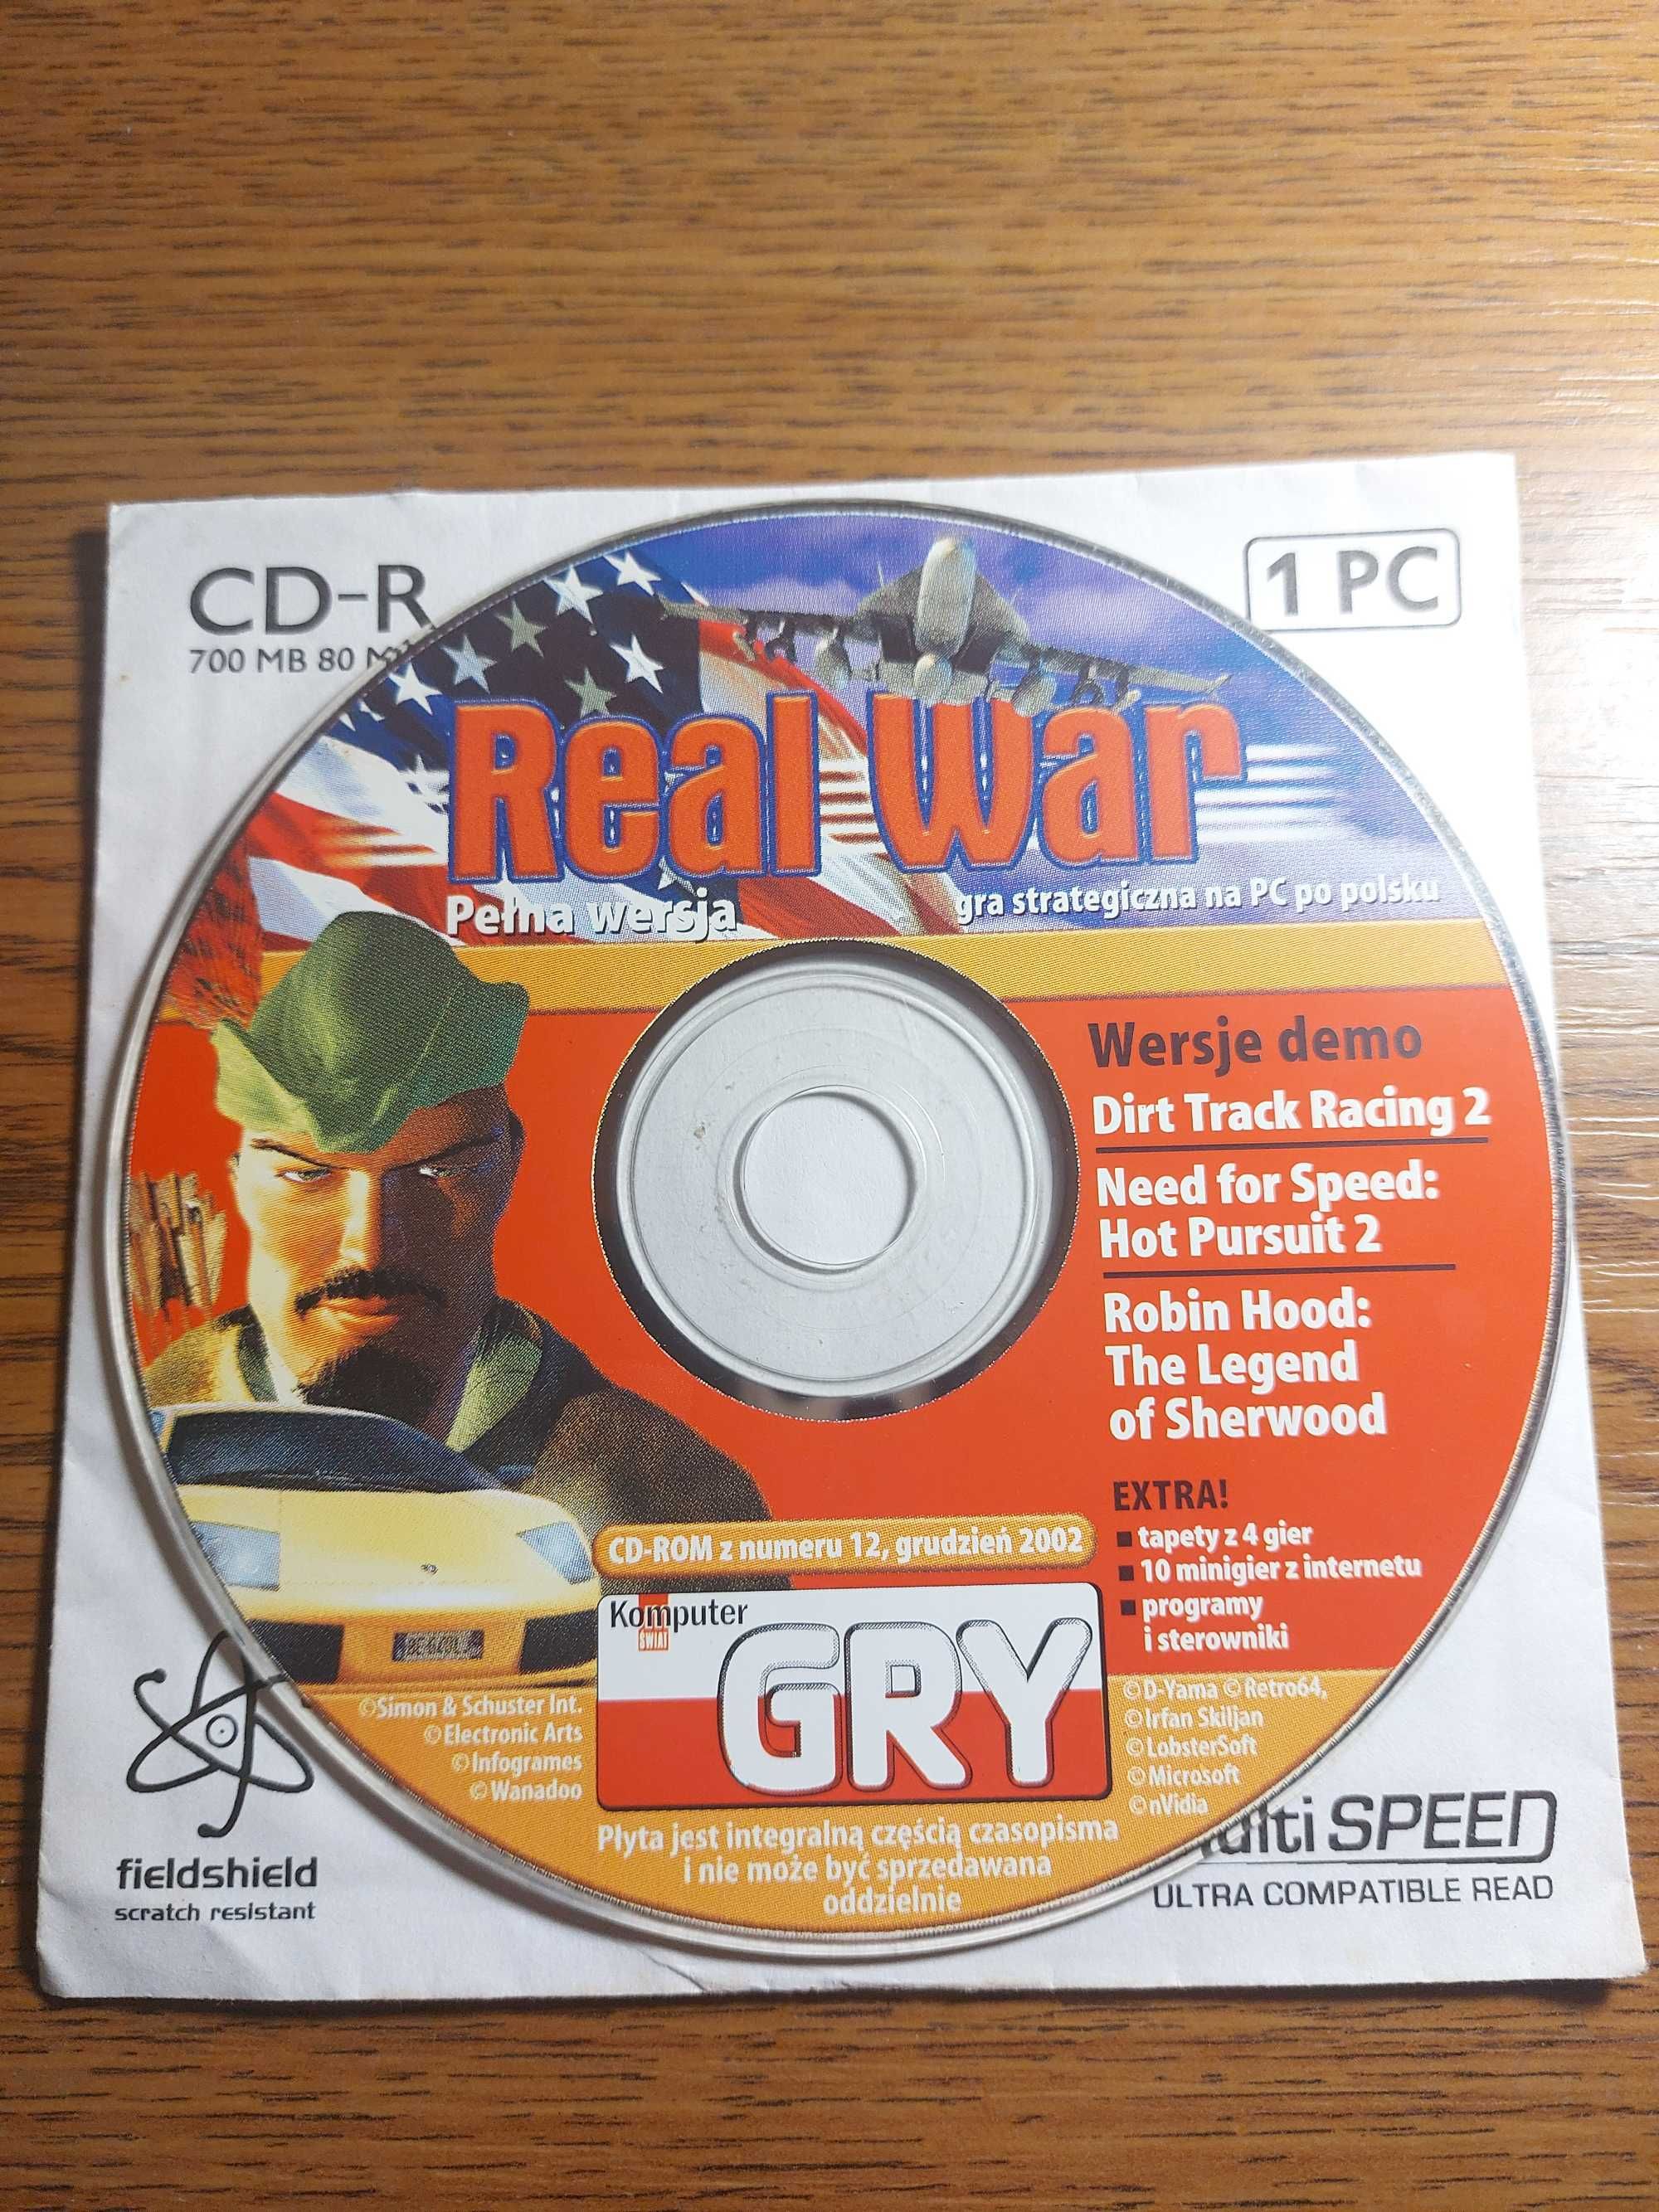 CD-R
700 MB 80
1 PC
Real War
Pełna wersja
gra strategiczna na PC po polsku
Wersje demo
Dirt Track Racing 2
Need for Speed:
Hot Pursuit 2
Robin Hood:
The Legend
of Sherwood
EXTRA!
▪ tapety z 4 gier
▪ 10 minigier z internetu
▪ programy
i sterowniki
CD-ROM z numeru 12, grudzień 2002
Komputer
ŚWIAT
GRY
©Simon & Schuster Int.
©Electronic Arts
©Infogrames
©Wanadoo
©D-Yama ©Retro64,
©Irfan Skiljan
©LobsterSoft
©Microsoft
©nVidia
Płyta jest integralną częścią czasopisma
i nie może być sprzedawana
oddzielnie
fieldshield
scratch resistant
SPEED
ULTRA COMPATIBLE READ